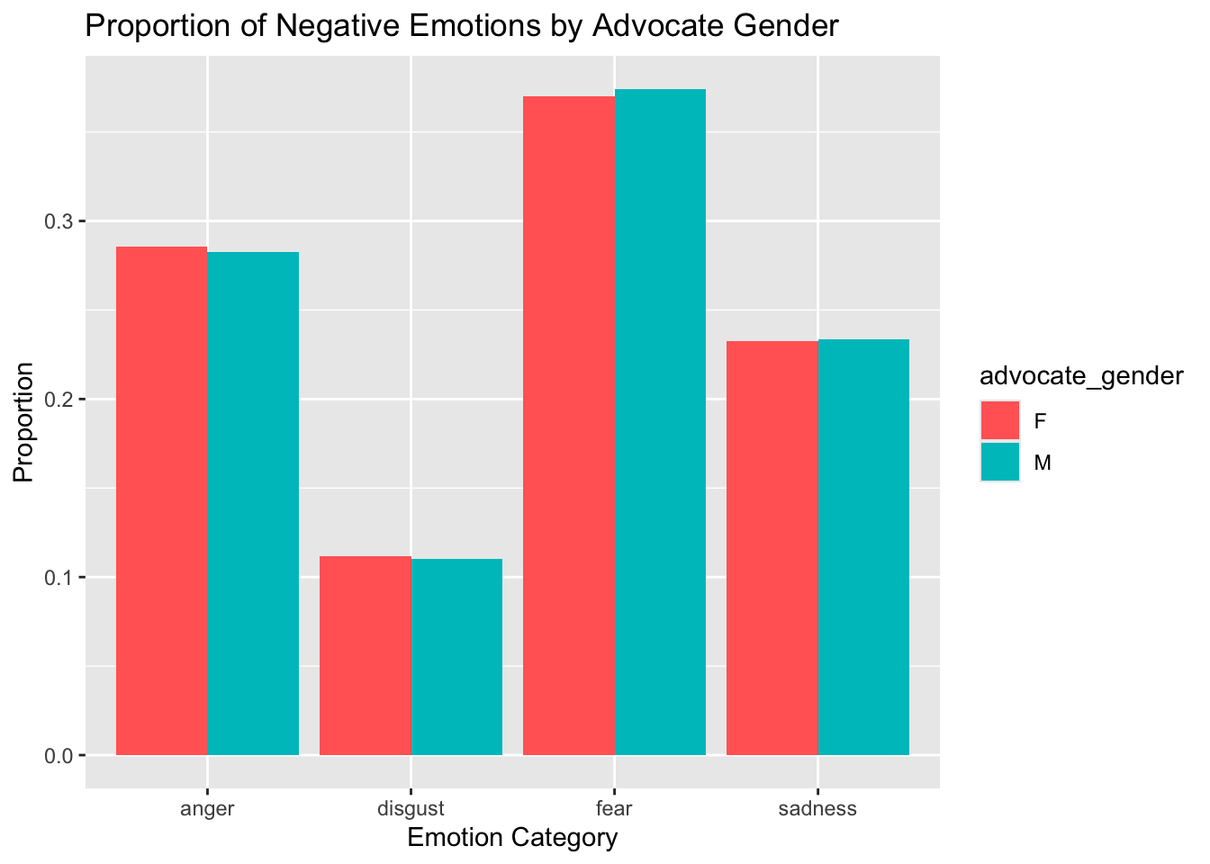 Proportion of Negative Emotions by Advocate Gender
Proportion
0.3
0.2
0.1
0.0
anger disgust fear sadness
Emotion Category
advocate_gender
F
M